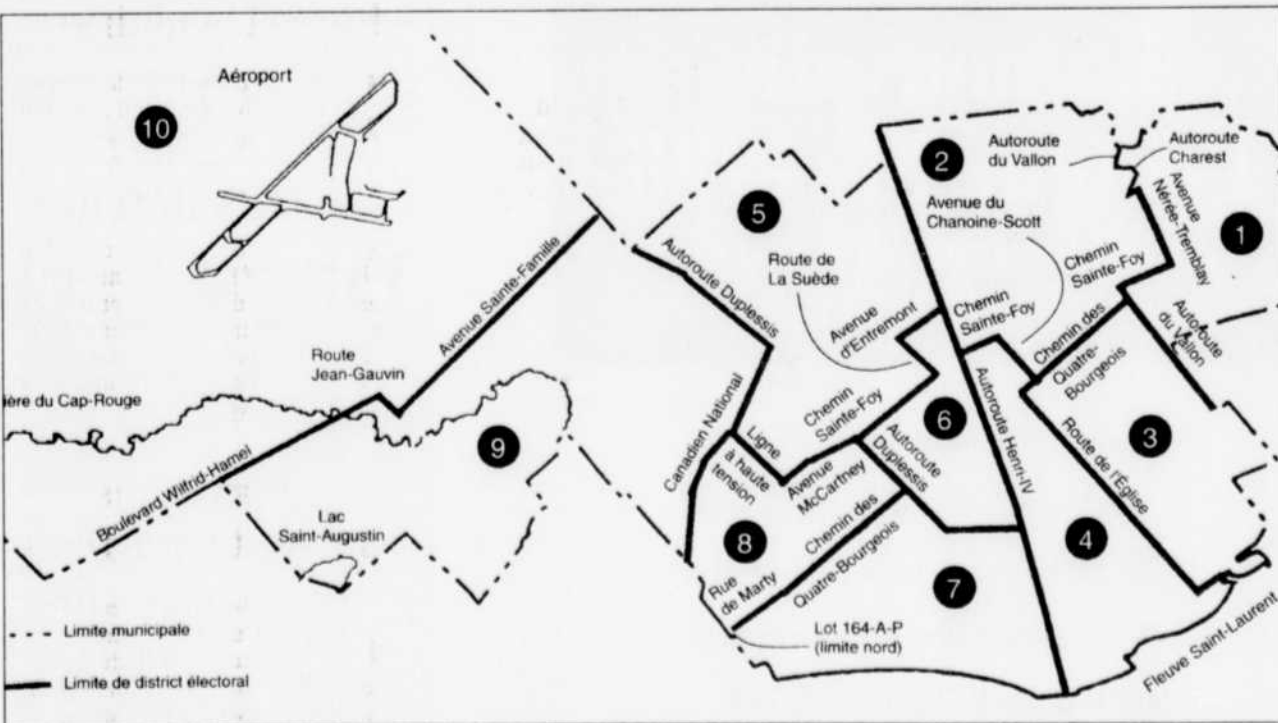 Aéroport
10
2
Autoroute
du Vallon
Autoroute
Charest
Avenue
Nérée-Tremblay
1
5
Avenue du
Chanoine-Scott
Route de
La Suède
Chemin
Sainte-Foy
Autoroute Duplessis
Avenue Sainte-Famille
Avenue
d'Entremont
Chemin
Sainte-Foy
Chemin des
Quatre-
Bourgeois
Autoroute
du Vallon
Route
Jean-Gauvin
ière du Cap-Rouge
9
Canadien National
Ligne
à haute
tension
Chemin
Sainte-Foy
Avenue
McCartney
6
Autoroute
Duplessis
Autoroute Henri-IV
3
Route de l'Église
Boulevard Wilfrid-Hamel
Lac
Saint-Augustin
8
Chemin des
Quatre-Bourgeois
4
Rue
de Marly
7
Limite municipale
Lot 164-A-P
(limite nord)
Limite de district électoral
Fleuve Saint-Laurent